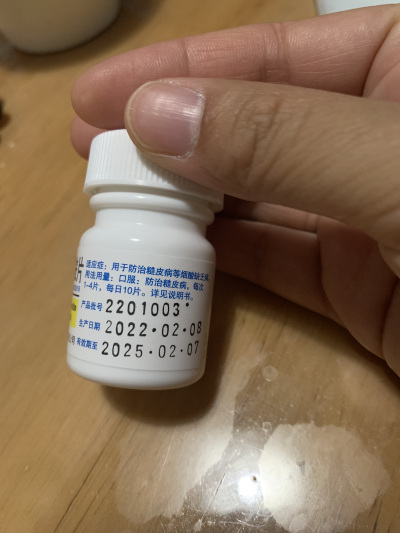 片
适应症：用于防治糙皮病等烟酸缺乏病。
用法用量：口服：防治糙皮病，每次
1~4片，每日10片。详见说明书。
产品批号 2201003
生产日期 2022·02·08
有效期至 2025·02·07